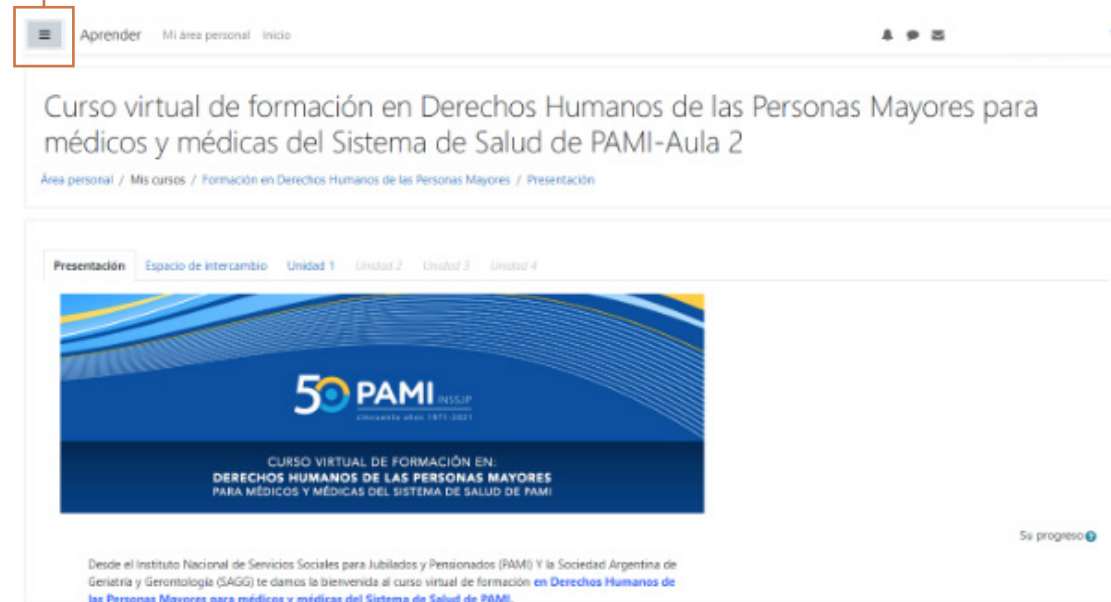 Aprender Mi área personal Inicio
Curso virtual de formación en Derechos Humanos de las Personas Mayores para
médicos y médicas del Sistema de Salud de PAMI-Aula 2
Área personal / Mis cursos / Formación en Derechos Humanos de las Personas Mayores / Presentación
Presentación Espacio de intercambio Unidad 1 Unidad 2 Unidad 3 Unidad 4
50 PAMI INSSJP
cincuenta años 1971-2021
CURSO VIRTUAL DE FORMACIÓN EN:
DERECHOS HUMANOS DE LAS PERSONAS MAYORES
PARA MÉDICOS Y MÉDICAS DEL SISTEMA DE SALUD DE PAMI
Su progreso
Desde el Instituto Nacional de Servicios Sociales para Jubilados y Pensionados (PAMI) Y la Sociedad Argentina de
Geriatría y Gerontología (SAGG) te damos la bienvenida al curso virtual de formación en Derechos Humanos de
las Personas Mayores para médicos y médicas del Sistema de Salud de PAMI.